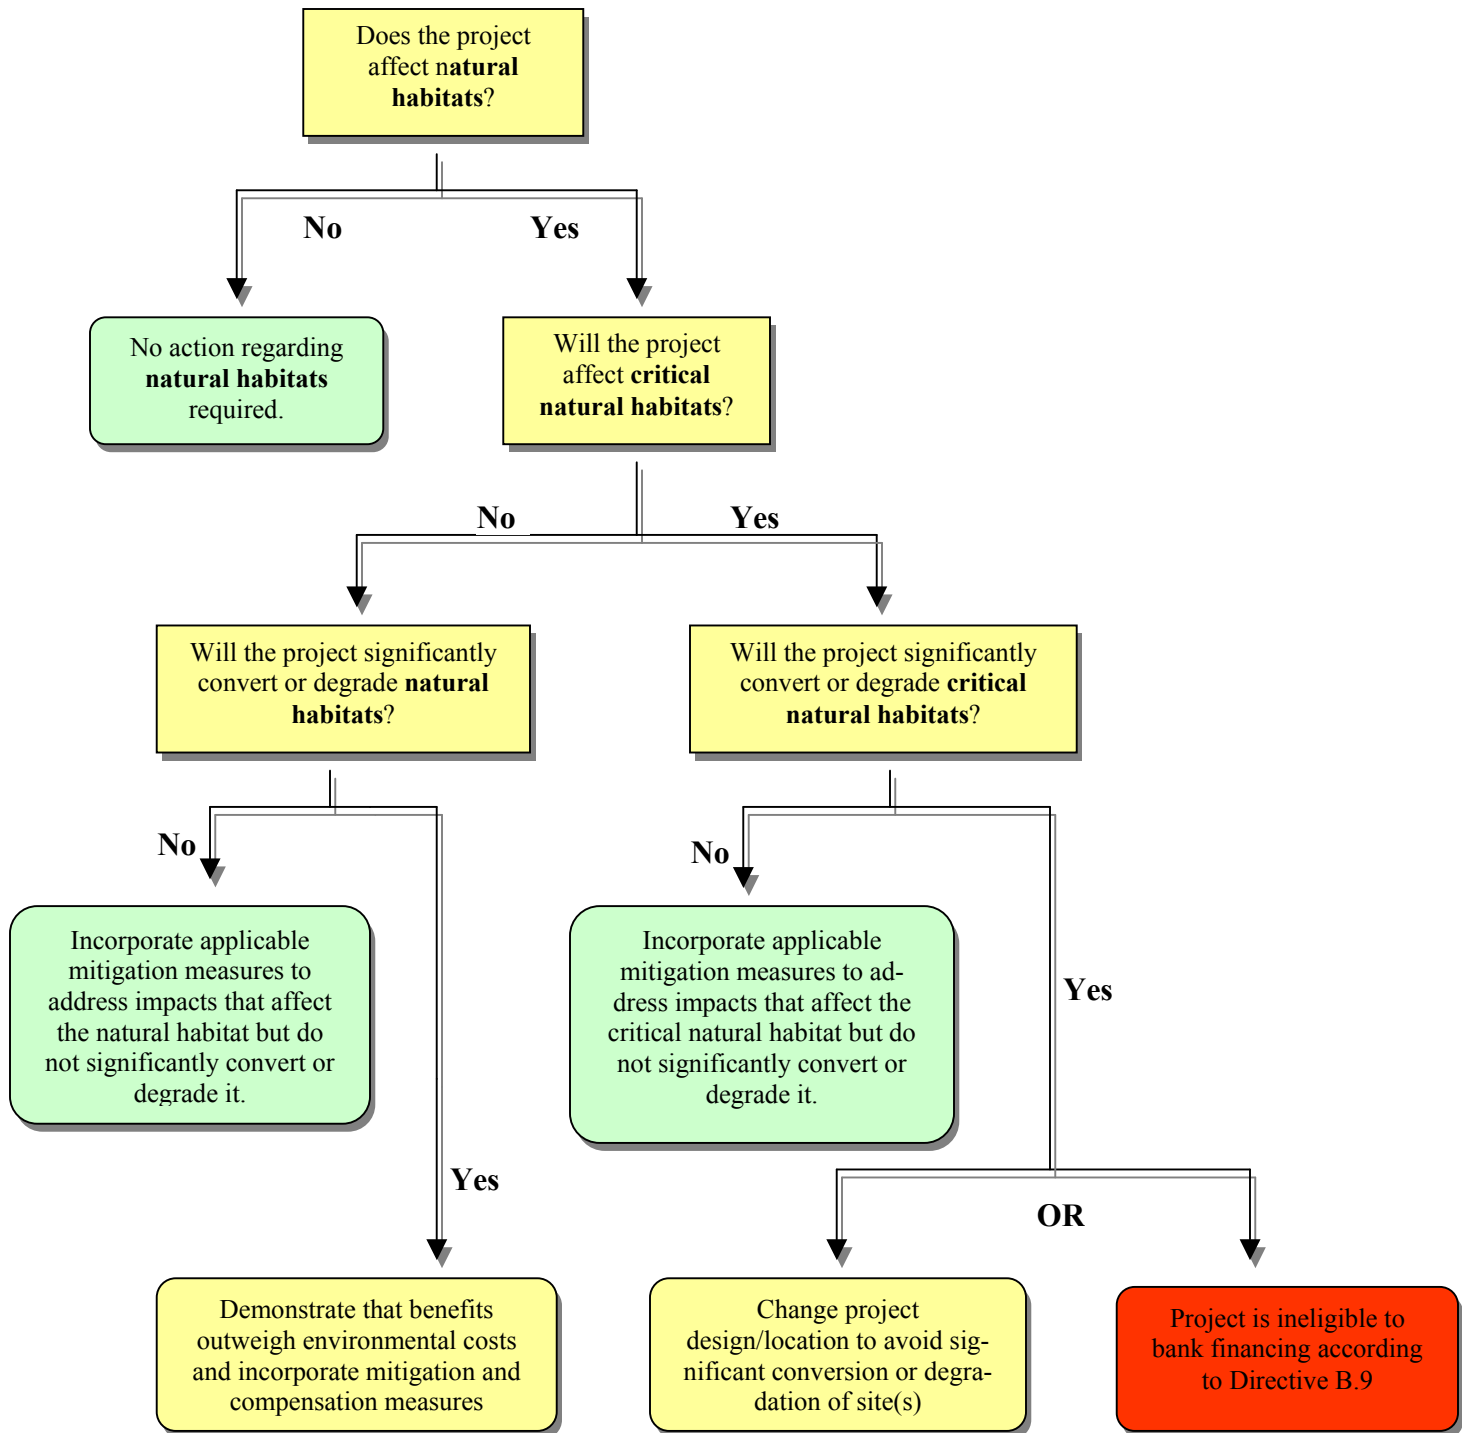 Does the project
affect natural
habitats?
No
Yes
No action regarding
natural habitats
required.
Will the project
affect critical
natural habitats?
No
Yes
Will the project significantly
convert or degrade natural
habitats?
Will the project significantly
convert or degrade critical
natural habitats?
No
No
Incorporate applicable
mitigation measures to
address impacts that affect
the natural habitat but do
not significantly convert or
degrade it.
Incorporate applicable
mitigation measures to ad-
dress impacts that affect the
critical natural habitat but do
not significantly convert or
degrade it.
Yes
Yes
OR
Demonstrate that benefits
outweigh environmental costs
and incorporate mitigation and
compensation measures
Change project
design/location to avoid sig-
nificant conversion or degra-
dation of site(s)
Project is ineligible to
bank financing according
to Directive B.9